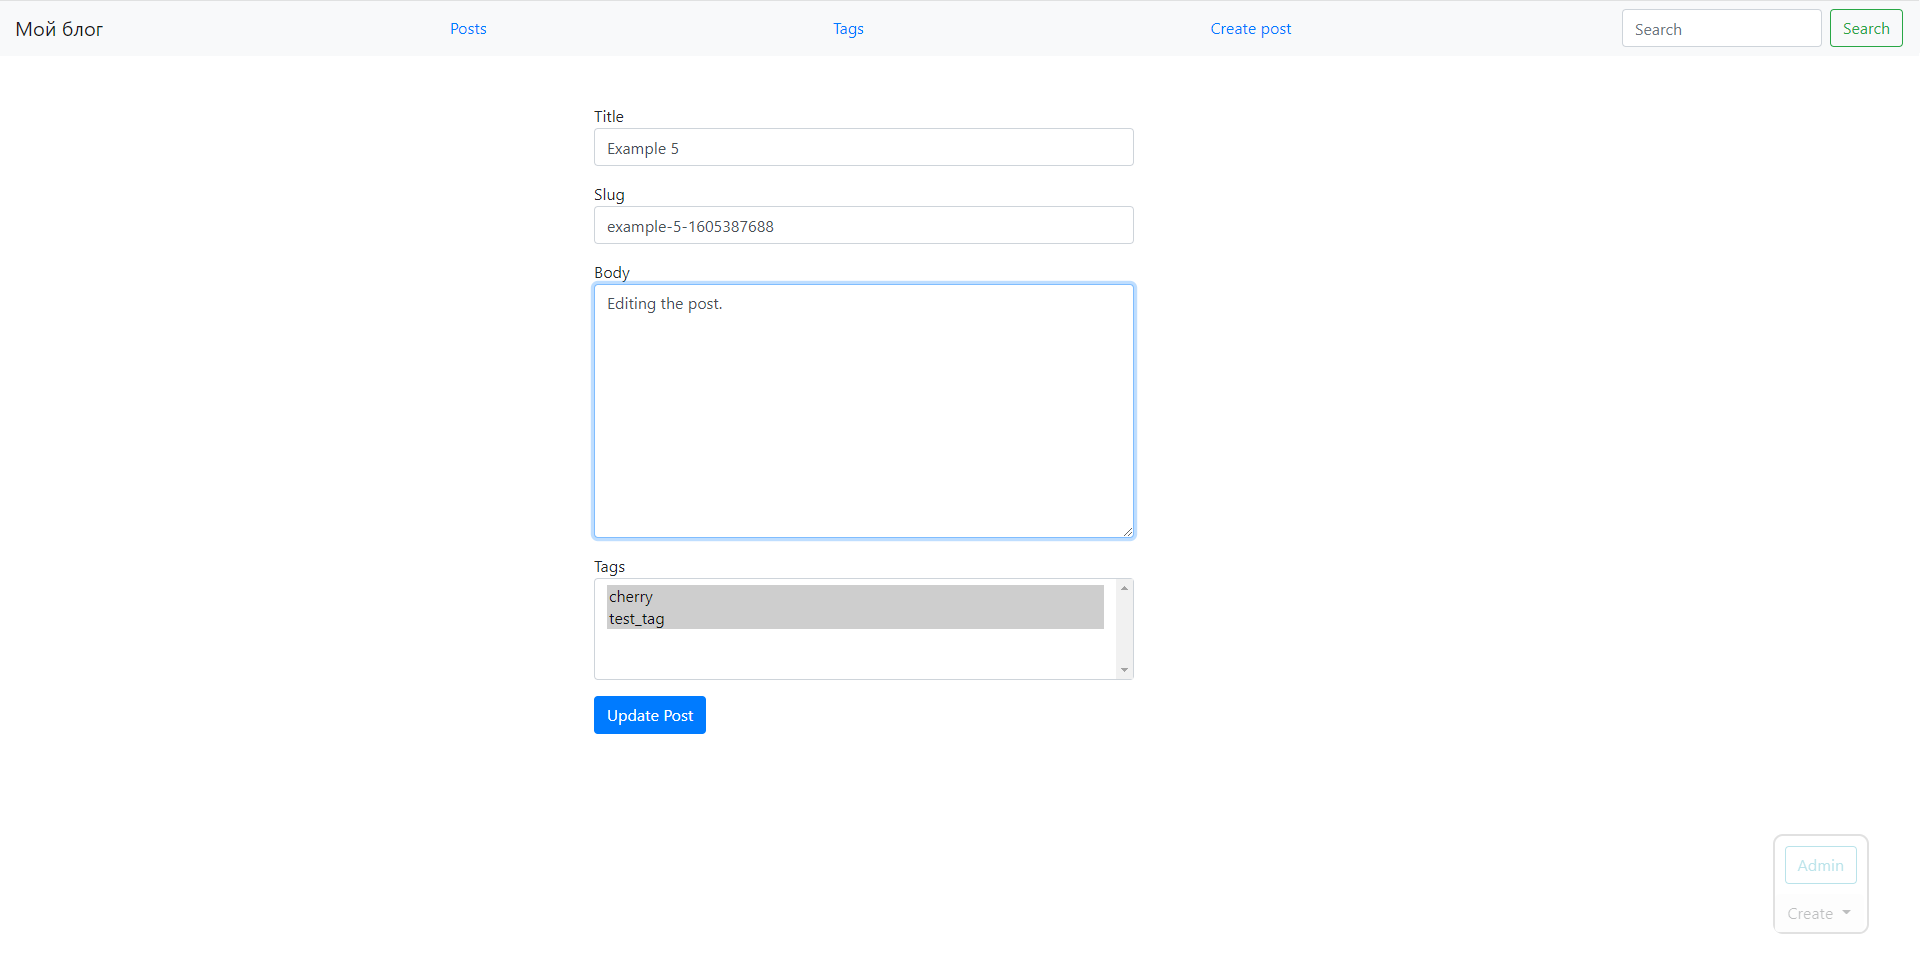 Мой блог Posts Tags Create post Search Search
Title
Example 5
Slug
example-5-1605387688
Body
Editing the post.
Tags
cherry
test_tag
Update Post
Admin
Create